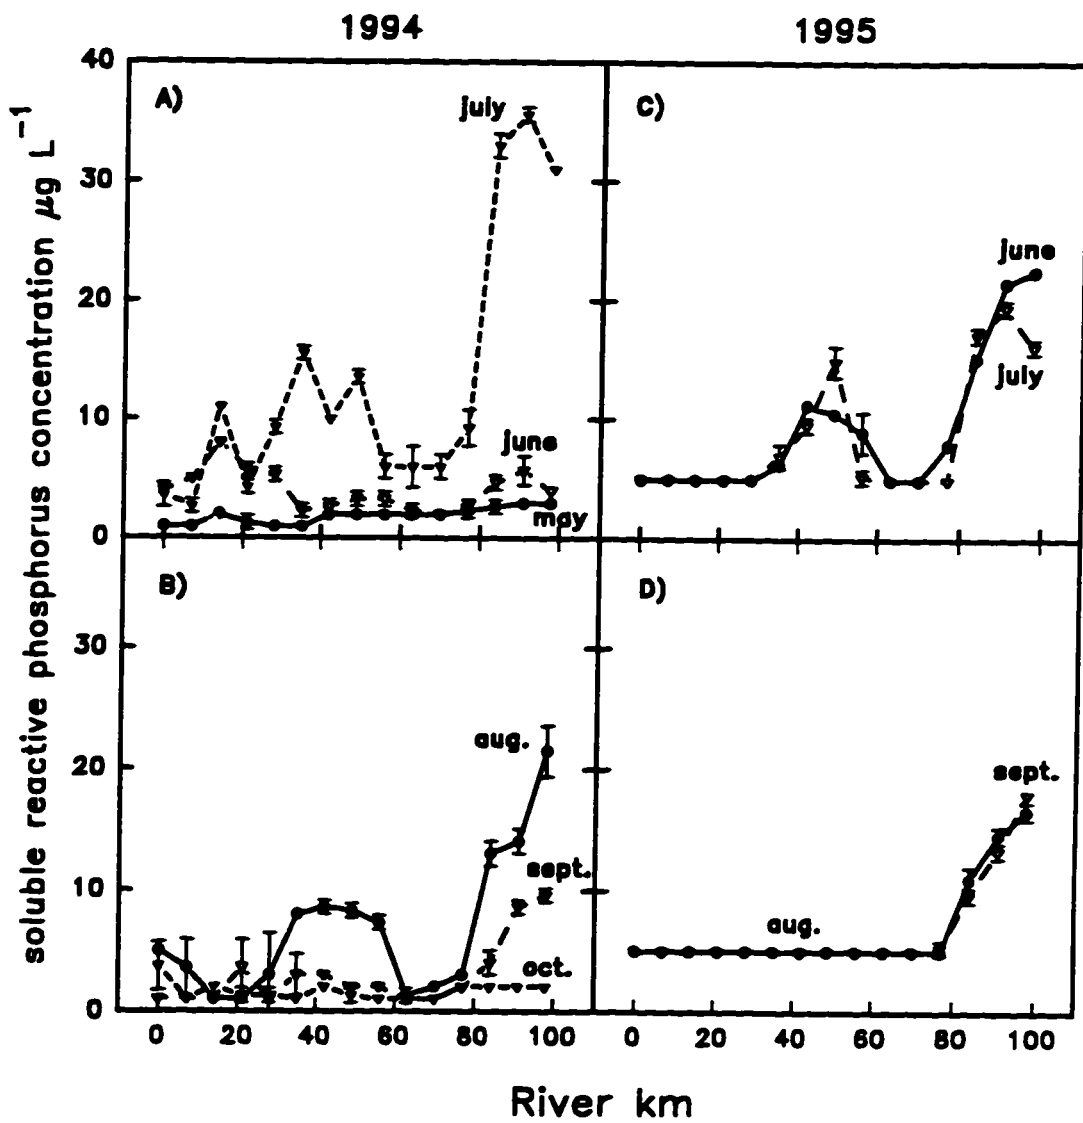 1994
1995
soluble reactive phosphorus concentration µg L⁻¹
40
30
20
10
0
A)
july
june
may
C)
june
july
30
20
10
0
B)
aug.
sept.
oct.
D)
sept.
aug.
0 20 40 60 80 100
0 20 40 60 80 100
River km